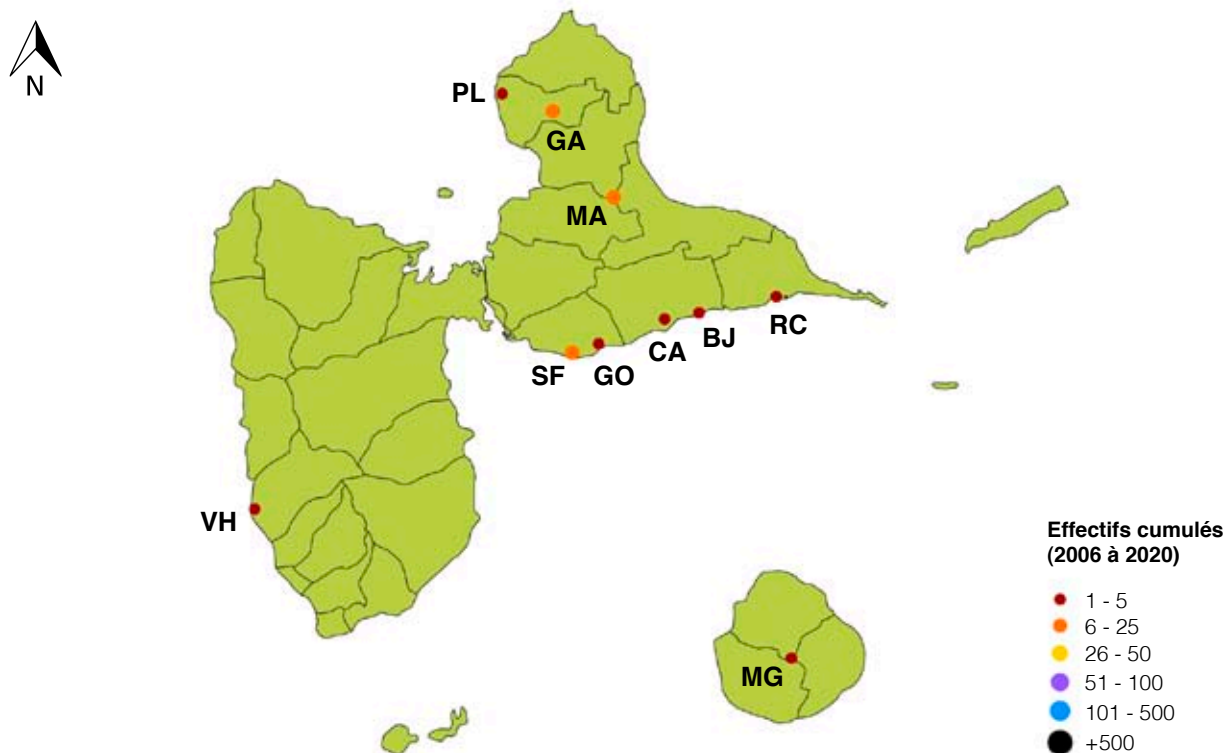 N
PL
GA
MA
RC
BJ
CA
SF GO
VH
MG
Effectifs cumulés
(2006 à 2020)
1 - 5
6 - 25
26 - 50
51 - 100
101 - 500
+500